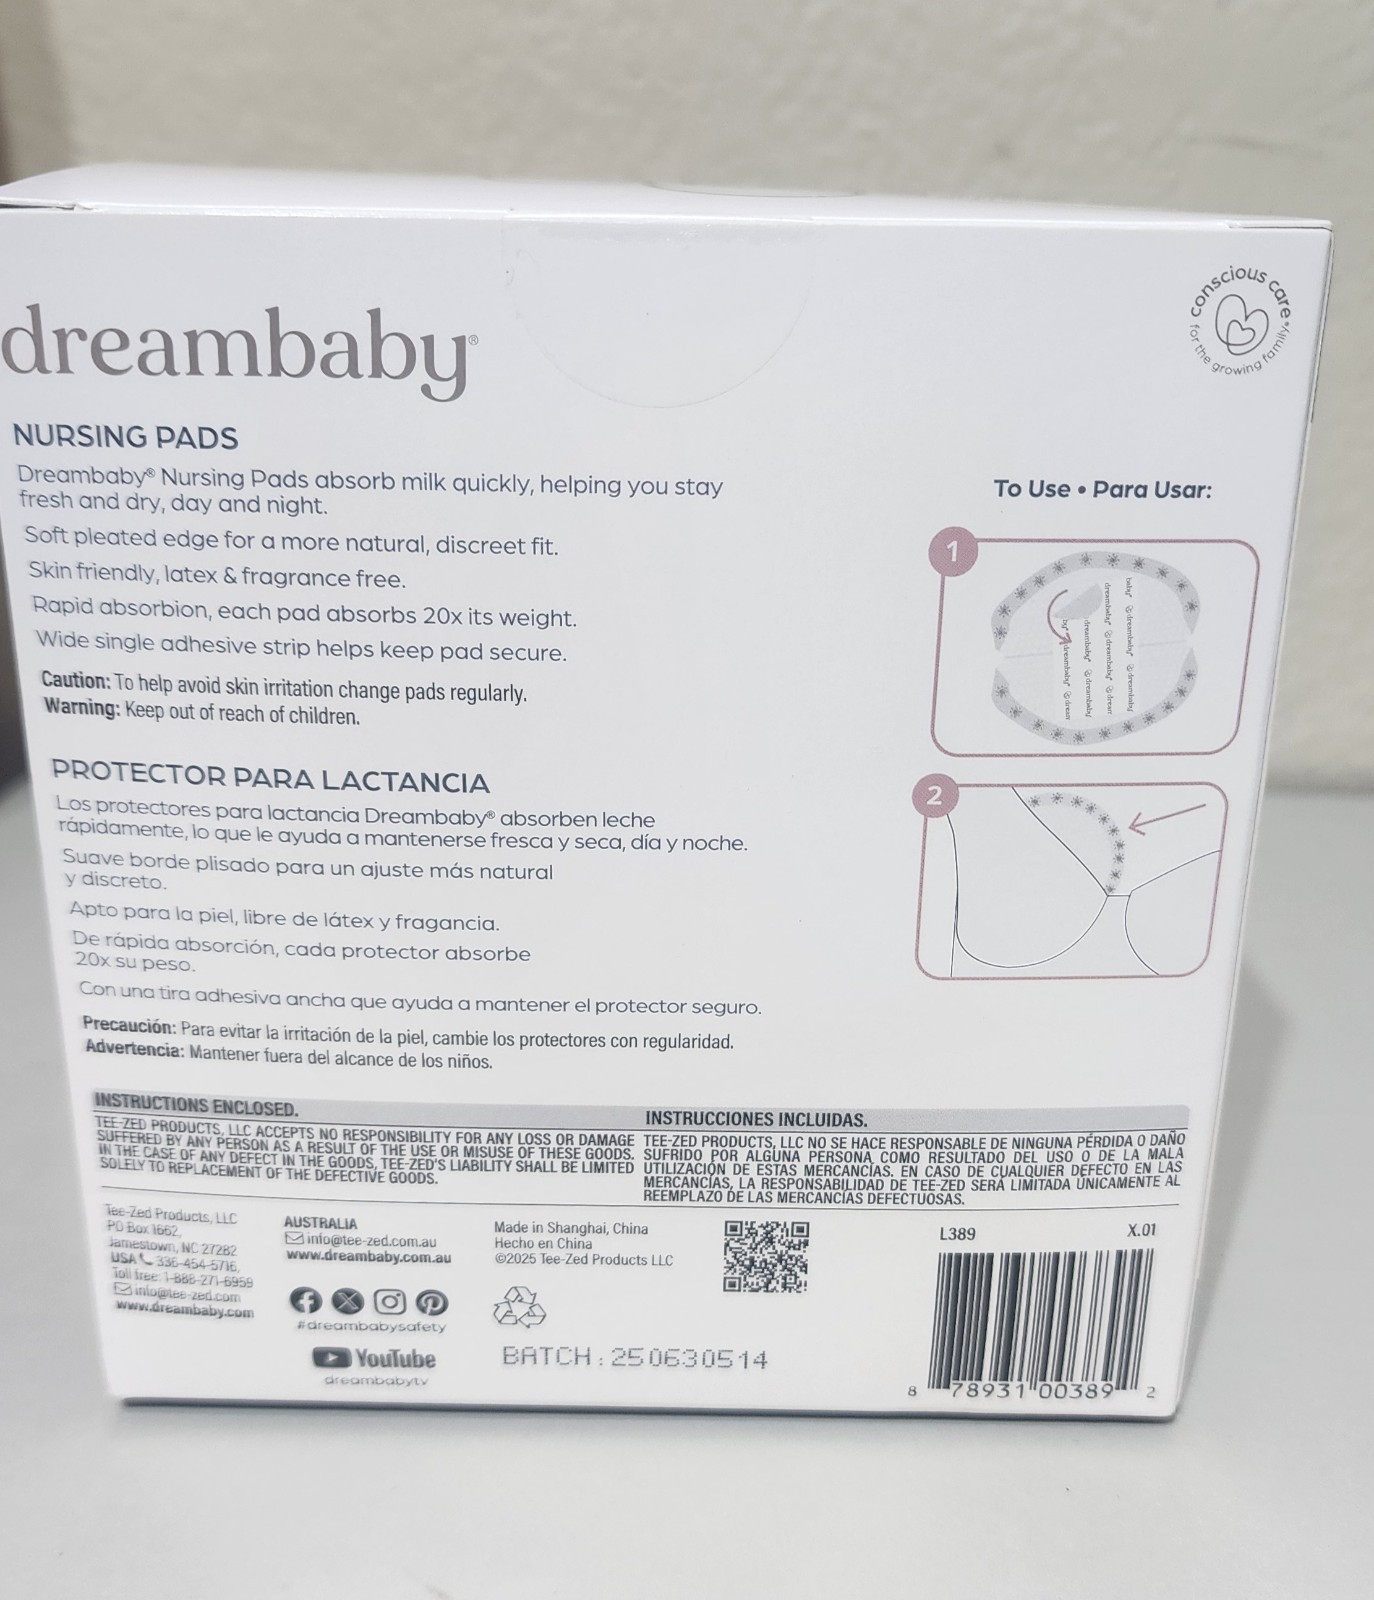 dreambaby®
conscious care • for the growing family •
NURSING PADS
Dreambaby® Nursing Pads absorb milk quickly, helping you stay
fresh and dry, day and night.
Soft pleated edge for a more natural, discreet fit.
Skin friendly, latex & fragrance free.
Rapid absorbion, each pad absorbs 20x its weight.
Wide single adhesive strip helps keep pad secure.
Caution: To help avoid skin irritation change pads regularly.
Warning: Keep out of reach of children.
PROTECTOR PARA LACTANCIA
Los protectores para lactancia Dreambaby® absorben leche
rápidamente, lo que le ayuda a mantenerse fresca y seca, día y noche.
Suave borde plisado para un ajuste más natural
y discreto.
Apto para la piel, libre de látex y fragancia.
De rápida absorción, cada protector absorbe
20x su peso.
Con una tira adhesiva ancha que ayuda a mantener el protector seguro.
Precaución: Para evitar la irritación de la piel, cambie los protectores con regularidad.
Advertencia: Mantener fuera del alcance de los niños.
To Use • Para Usar:
1
baby® dreambaby® dreambaby
dreambaby® dreambaby® dream
dreambaby® dreambaby
by® dreambaby® dream
2
INSTRUCTIONS ENCLOSED.
TEE-ZED PRODUCTS, LLC ACCEPTS NO RESPONSIBILITY FOR ANY LOSS OR DAMAGE
SUFFERED BY ANY PERSON AS A RESULT OF THE USE OR MISUSE OF THESE GOODS.
IN THE CASE OF ANY DEFECT IN THE GOODS, TEE-ZED'S LIABILITY SHALL BE LIMITED
SOLELY TO REPLACEMENT OF THE DEFECTIVE GOODS.
INSTRUCCIONES INCLUIDAS.
TEE-ZED PRODUCTS, LLC NO SE HACE RESPONSABLE DE NINGUNA PÉRDIDA O DAÑO
SUFRIDO POR ALGUNA PERSONA COMO RESULTADO DEL USO O DE LA MALA
UTILIZACIÓN DE ESTAS MERCANCÍAS. EN CASO DE CUALQUIER DEFECTO EN LAS
MERCANCÍAS, LA RESPONSABILIDAD DE TEE-ZED SERÁ LIMITADA ÚNICAMENTE AL
REEMPLAZO DE LAS MERCANCÍAS DEFECTUOSAS.
Tee-Zed Products, LLC
PO Box 1662,
Jamestown, NC 27282
USA 336-454-5716,
Toll free: 1-888-271-6959
info@tee-zed.com
www.dreambaby.com
AUSTRALIA
info@tee-zed.com.au
www.dreambaby.com.au
#dreambabysafety
YouTube
dreambabytv
Made in Shanghai, China
Hecho en China
©2025 Tee-Zed Products LLC
BATCH: 250630514
L389
X.01
8 78931 00389 2